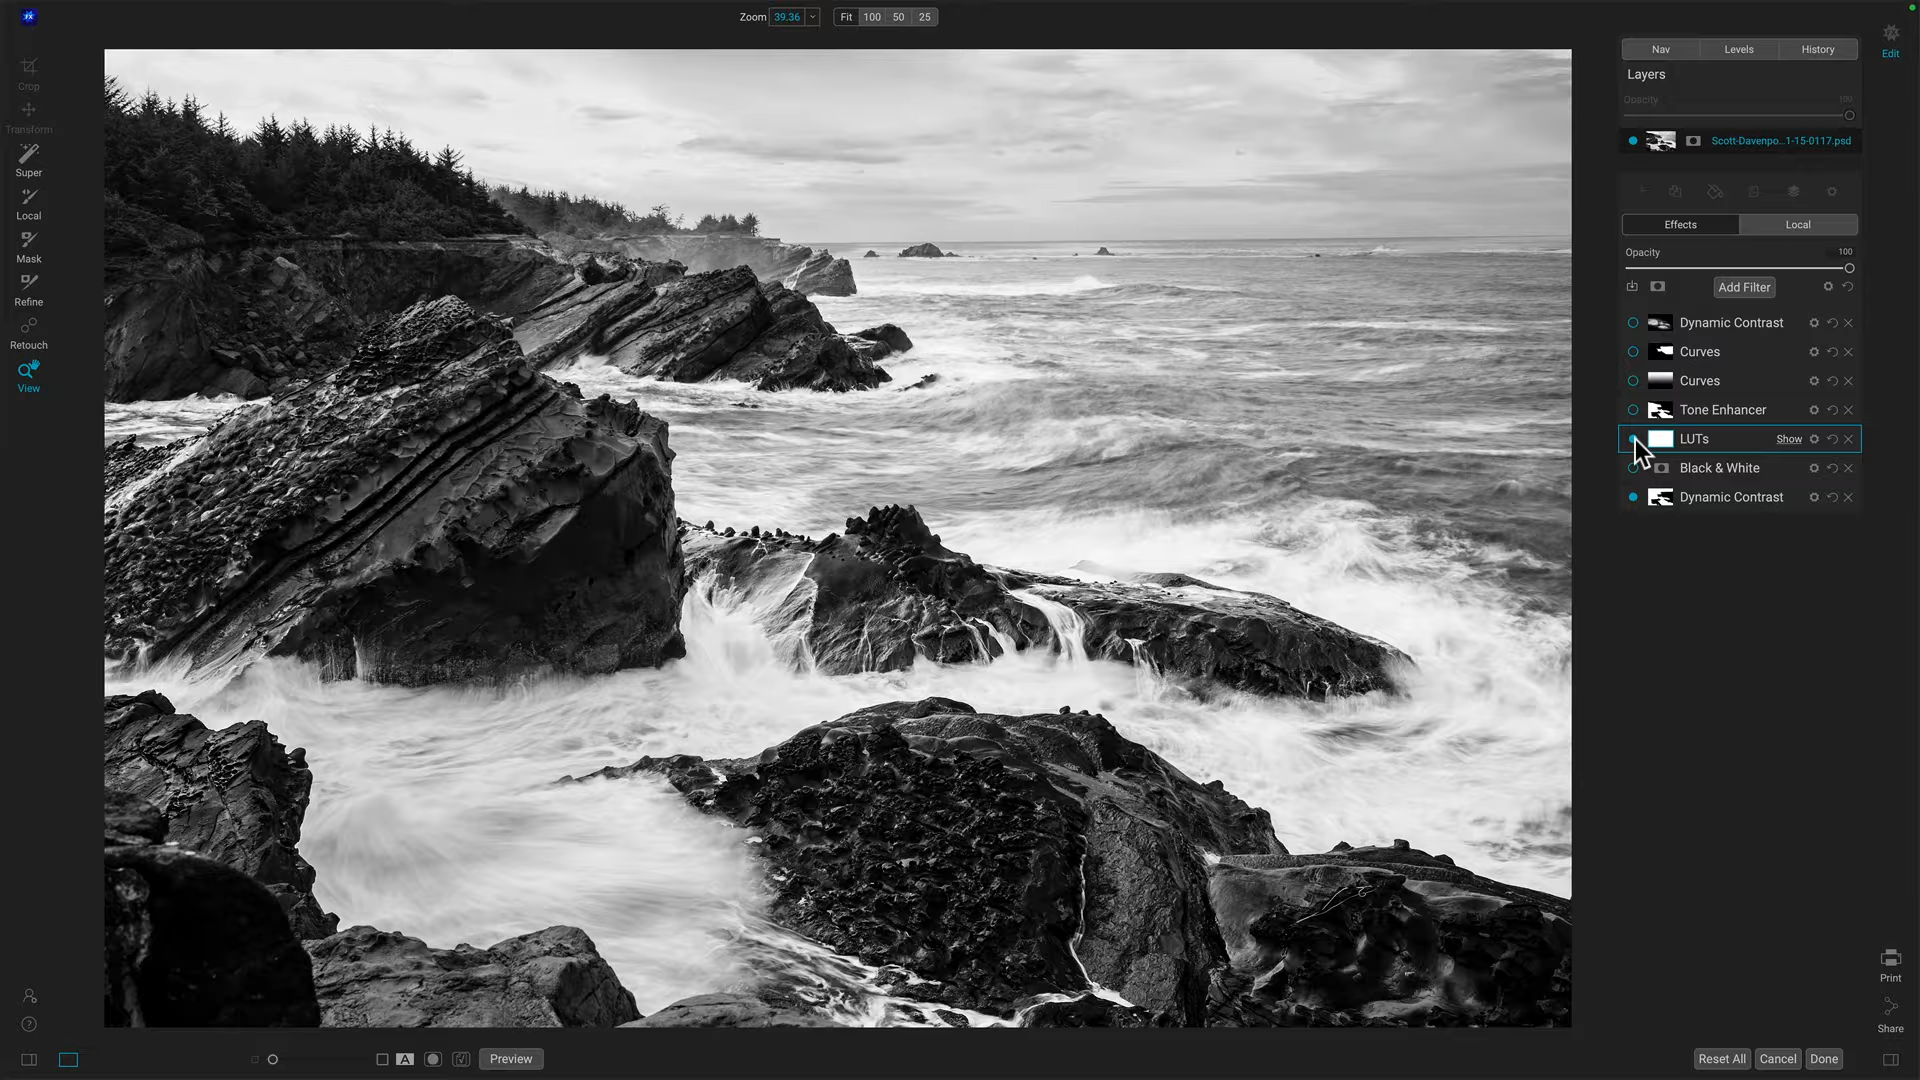 Zoom 39.36 Fit 100 50 25
Crop
Transform
Super
Local
Mask
Refine
Retouch
View
Nav Levels History
Layers
Opacity 100
Scott-Davenpo...1-15-0117.psd
Effects Local
Opacity 100
Add Filter
Dynamic Contrast
Curves
Curves
Tone Enhancer
LUTs Show
Black & White
Dynamic Contrast
Edit
Print
Share
A Preview
Reset All Cancel Done